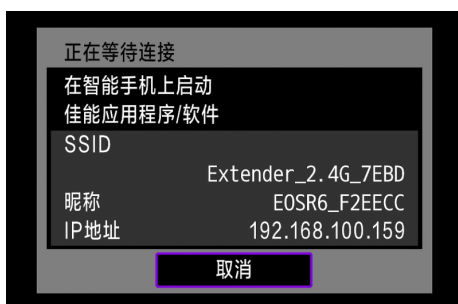 正在等待连接
在智能手机上启动
佳能应用程序/软件
SSID
Extender_2.4G_7EBD
昵称 EOSR6_F2EECC
IP地址 192.168.100.159
取消